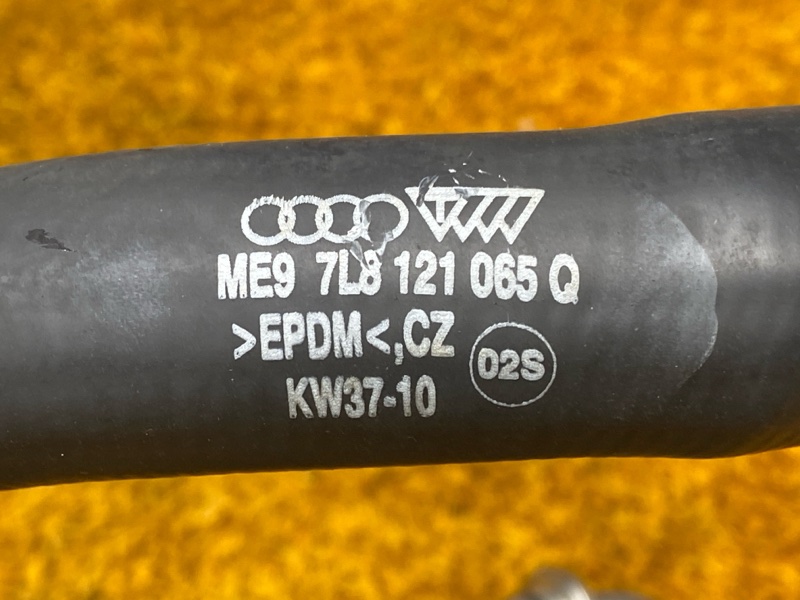 ME9 7L8 121 065 Q
>EPDM<,CZ
02S
KW37-10